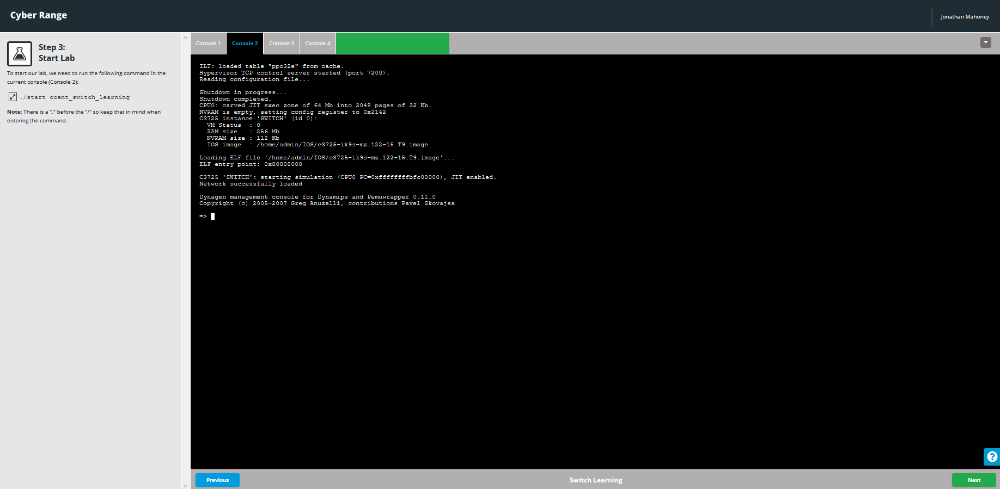 Cyber Range
Jonathan Mahoney
Step 3:
Start Lab
To start our lab, we need to run the following command in the
current console (Console 2):
./start ccent_switch_learning
Note: There is a "." before the "/" so keep that in mind when
entering the command.
Console 1
Console 2
Console 3
Console 4
ILT: loaded table "ppc32e" from cache.
Hypervisor TCP control server started (port 7200).
Reading configuration file...
Shutdown in progress...
Shutdown completed.
CPU0: carved JIT exec zone of 64 Mb into 2048 pages of 32 Kb.
NVRAM is empty, setting config register to 0x2142
C3725 instance 'SWITCH' (id 0):
VM Status : 0
RAM size : 256 Mb
NVRAM size : 112 Kb
IOS image : /home/admin/IOS/c3725-ik9s-mz.122-15.T9.image
Loading ELF file '/home/admin/IOS/c3725-ik9s-mz.122-15.T9.image'...
ELF entry point: 0x80008000
C3725 'SWITCH': starting simulation (CPU0 PC=0xffffffffbfc00000), JIT enabled.
Network successfully loaded
Dynagen management console for Dynamips and Pemuwrapper 0.11.0
Copyright (c) 2005-2007 Greg Anuzelli, contributions Pavel Skovajsa
=>
?
Previous
Switch Learning
Next